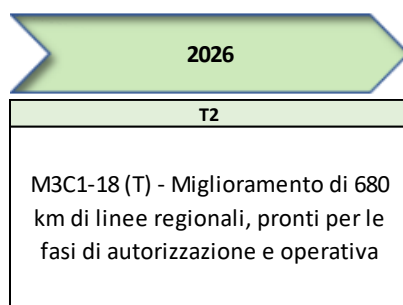 2026
T2
M3C1-18 (T) - Miglioramento di 680
km di linee regionali, pronti per le
fasi di autorizzazione e operativa